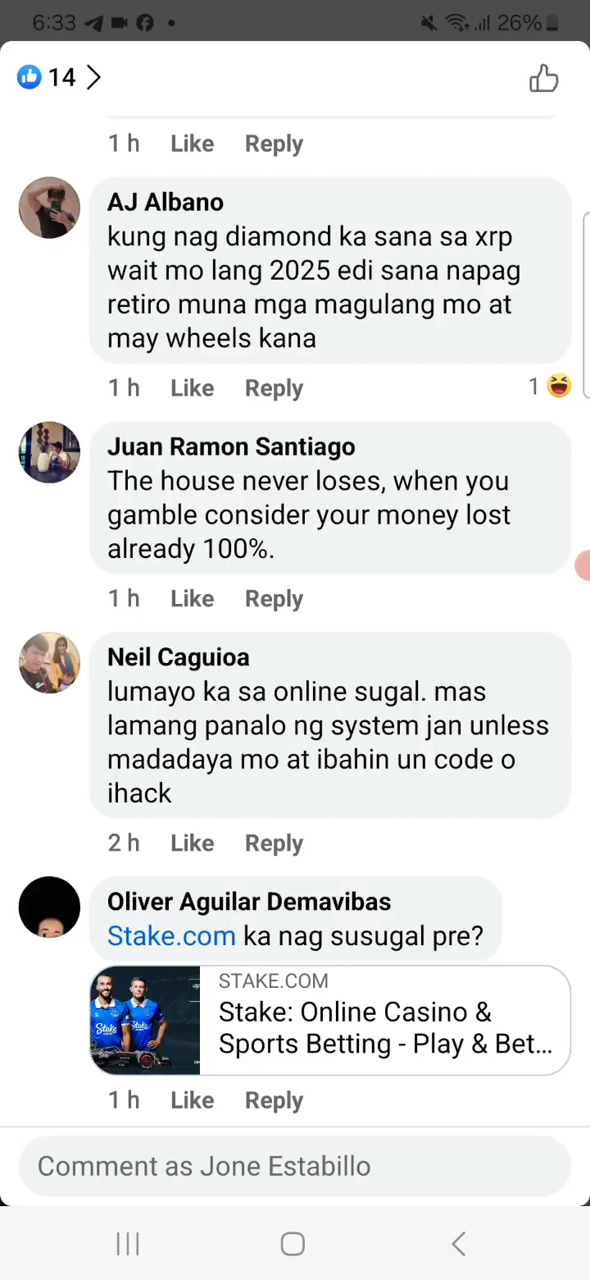 6:33
26%
14
1 h Like Reply
AJ Albano
kung nag diamond ka sana sa xrp
wait mo lang 2025 edi sana napag
retiro muna mga magulang mo at
may wheels kana
1 h Like Reply 1
Juan Ramon Santiago
The house never loses, when you
gamble consider your money lost
already 100%.
1 h Like Reply
Neil Caguioa
lumayo ka sa online sugal. mas
lamang panalo ng system jan unless
madadaya mo at ibahin un code o
ihack
2 h Like Reply
Oliver Aguilar Demavibas
Stake.com ka nag susugal pre?
STAKE.COM
Stake: Online Casino &
Sports Betting - Play & Bet...
Stake Stake
1 h Like Reply
Comment as Jone Estabillo